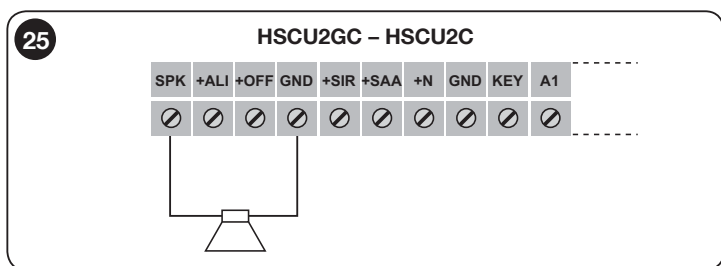 25
HSCU2GC – HSCU2C
SPK +ALI +OFF GND +SIR +SAA +N GND KEY A1